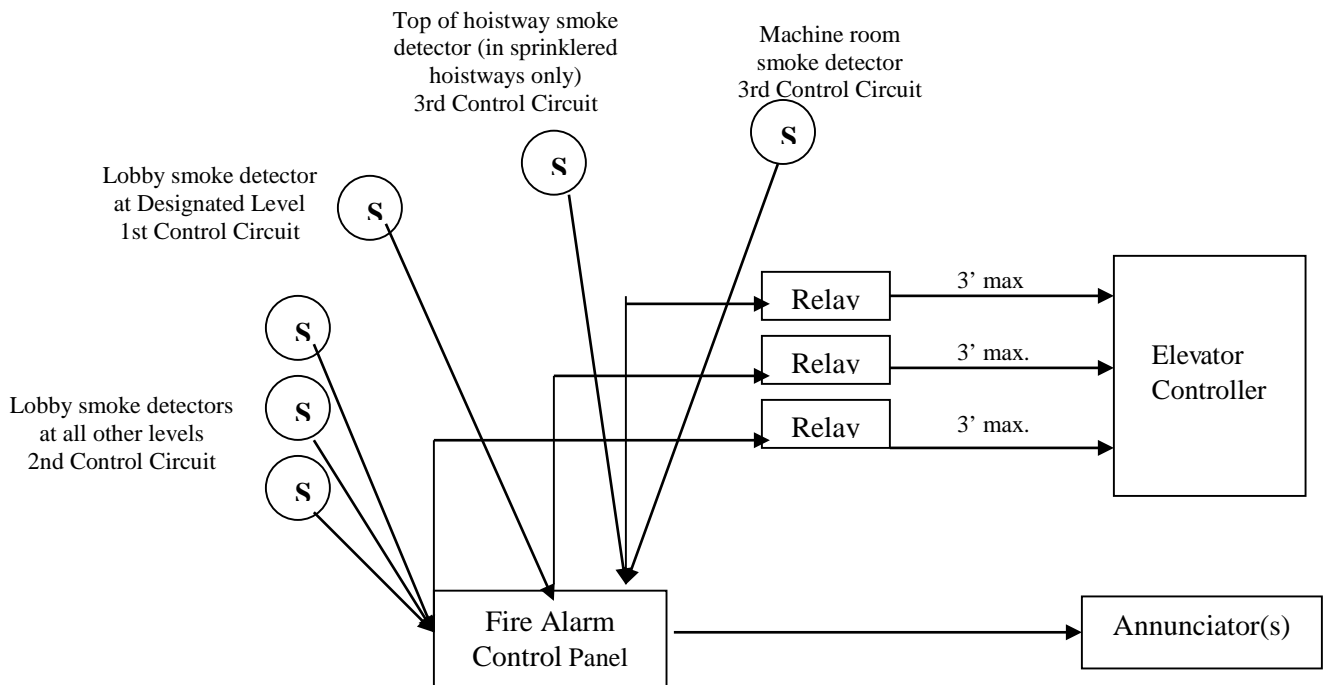 Top of hoistway smoke
detector (in sprinklered
hoistways only)
3rd Control Circuit
Machine room
smoke detector
3rd Control Circuit
S
S
Lobby smoke detector
at Designated Level
1st Control Circuit
S
S
S
S
Lobby smoke detectors
at all other levels
2nd Control Circuit
Relay
3’ max
Relay
3’ max.
Relay
3’ max.
Elevator
Controller
Fire Alarm
Control Panel
Annunciator(s)